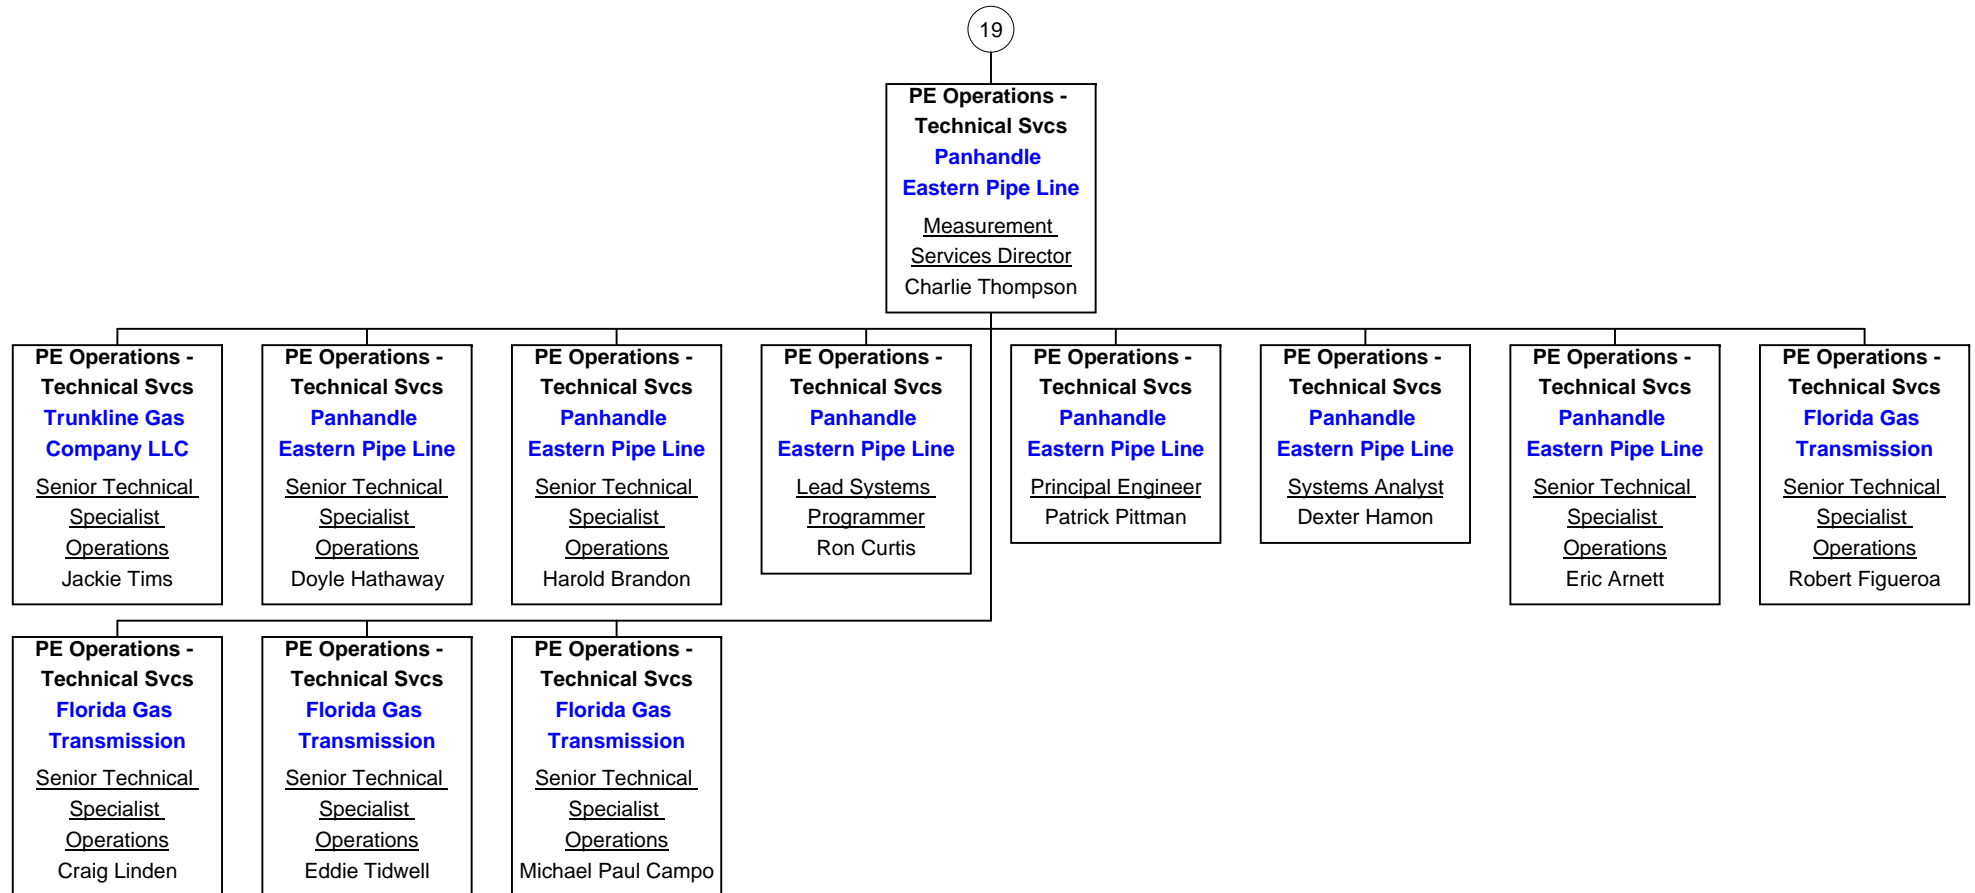 19
PE Operations -
Technical Svcs
Panhandle
Eastern Pipe Line
Measurement
Services Director
Charlie Thompson
PE Operations -
Technical Svcs
Trunkline Gas
Company LLC
Senior Technical
Specialist
Operations
Jackie Tims
PE Operations -
Technical Svcs
Panhandle
Eastern Pipe Line
Senior Technical
Specialist
Operations
Doyle Hathaway
PE Operations -
Technical Svcs
Panhandle
Eastern Pipe Line
Senior Technical
Specialist
Operations
Harold Brandon
PE Operations -
Technical Svcs
Panhandle
Eastern Pipe Line
Lead Systems
Programmer
Ron Curtis
PE Operations -
Technical Svcs
Panhandle
Eastern Pipe Line
Principal Engineer
Patrick Pittman
PE Operations -
Technical Svcs
Panhandle
Eastern Pipe Line
Systems Analyst
Dexter Hamon
PE Operations -
Technical Svcs
Panhandle
Eastern Pipe Line
Senior Technical
Specialist
Operations
Eric Arnett
PE Operations -
Technical Svcs
Florida Gas
Transmission
Senior Technical
Specialist
Operations
Robert Figueroa
PE Operations -
Technical Svcs
Florida Gas
Transmission
Senior Technical
Specialist
Operations
Craig Linden
PE Operations -
Technical Svcs
Florida Gas
Transmission
Senior Technical
Specialist
Operations
Eddie Tidwell
PE Operations -
Technical Svcs
Florida Gas
Transmission
Senior Technical
Specialist
Operations
Michael Paul Campo